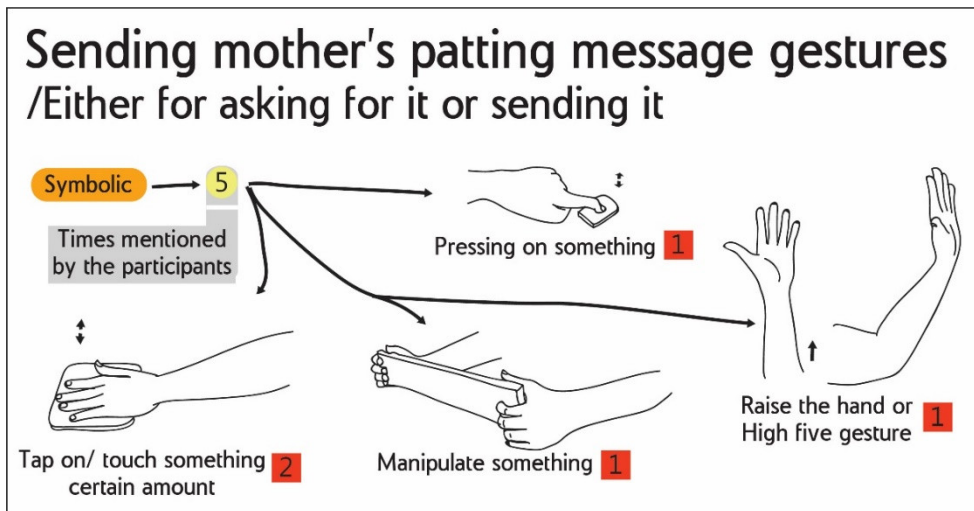 Sending mother's patting message gestures
/Either for asking for it or sending it
Symbolic
5
Times mentioned
by the participants
Pressing on something 1
Tap on/ touch something 2
certain amount
Manipulate something 1
Raise the hand or
High five gesture 1